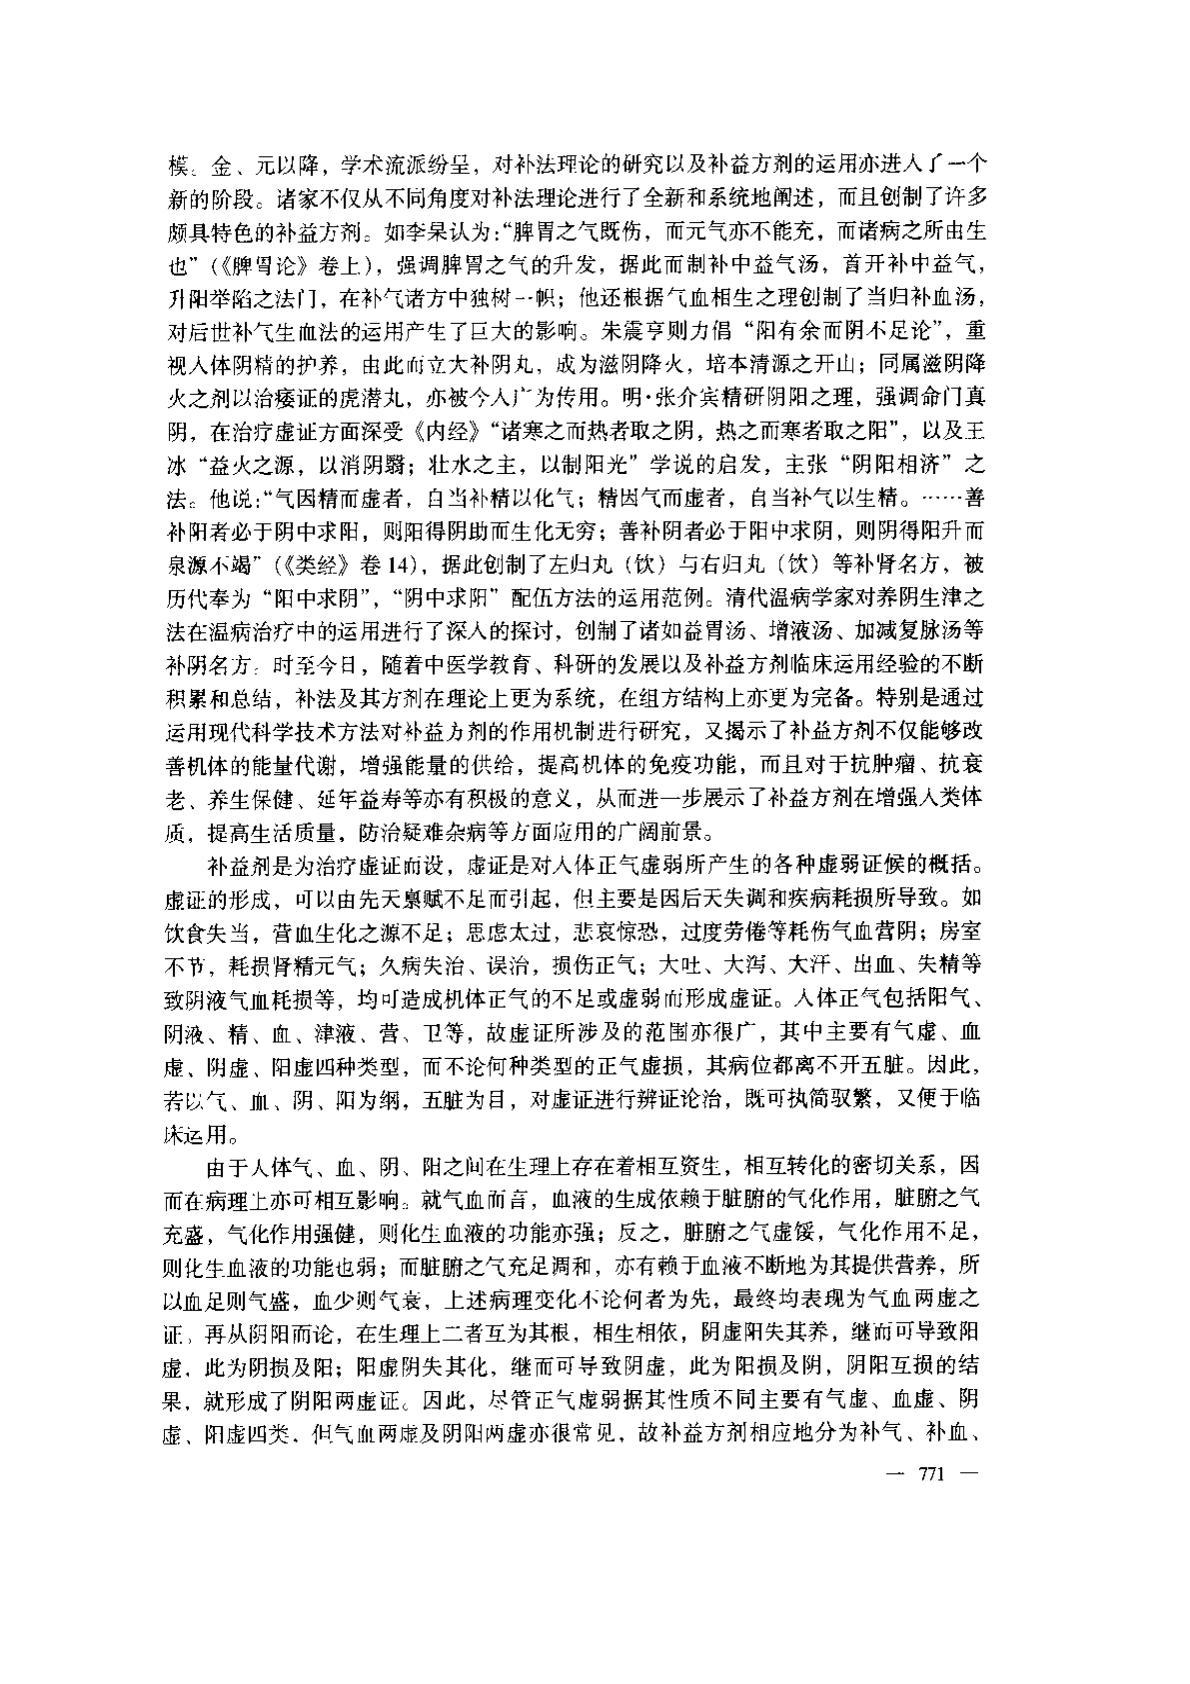 模。金、元以降，学术流派纷呈，对补法理论的研究以及补益方剂的运用亦进入了一个
新的阶段。诸家不仅从不同角度对补法理论进行了全新和系统地阐述，而且创制了许多
颇具特色的补益方剂。如李杲认为：“脾胃之气既伤，而元气亦不能充，而诸病之所由生
也”（《脾胃论》卷上），强调脾胃之气的升发，据此而制补中益气汤，首开补中益气，
升阳举陷之法门，在补气诸方中独树一帜；他还根据气血相生之理创制了当归补血汤，
对后世补气生血法的运用产生了巨大的影响。朱震亨则力倡“阳有余而阴不足论”，重
视人体阴精的护养，由此而立大补阴丸，成为滋阴降火，培本清源之开山；同属滋阴降
火之剂以治痿证的虎潜丸，亦被今人广为传用。明·张介宾精研阴阳之理，强调命门真
阴，在治疗虚证方面深受《内经》“诸寒之而热者取之阴，热之而寒者取之阳”，以及王
冰“益火之源，以消阴翳；壮水之主，以制阳光”学说的启发，主张“阴阳相济”之
法。他说：“气因精而虚者，自当补精以化气；精因气而虚者，自当补气以生精。……善
补阳者必于阴中求阳，则阳得阴助而生化无穷；善补阴者必于阳中求阴，则阴得阳升而
泉源不竭”（《类经》卷14），据此创制了左归丸（饮）与右归丸（饮）等补肾名方，被
历代奉为“阳中求阴”，“阴中求阳”配伍方法的运用范例。清代温病学家对养阴生津之
法在温病治疗中的运用进行了深入的探讨，创制了诸如益胃汤、增液汤、加减复脉汤等
补阴名方。时至今日，随着中医学教育、科研的发展以及补益方剂临床运用经验的不断
积累和总结，补法及其方剂在理论上更为系统，在组方结构上亦更为完备。特别是通过
运用现代科学技术方法对补益方剂的作用机制进行研究，又揭示了补益方剂不仅能够改
善机体的能量代谢，增强能量的供给，提高机体的免疫功能，而且对于抗肿瘤、抗衰
老、养生保健、延年益寿等亦有积极的意义，从而进一步展示了补益方剂在增强人类体
质，提高生活质量，防治疑难杂病等方面应用的广阔前景。
补益剂是为治疗虚证而设，虚证是对人体正气虚弱所产生的各种虚弱证候的概括。
虚证的形成，可以由先天禀赋不足而引起，但主要是因后天失调和疾病耗损所导致。如
饮食失当，营血生化之源不足；思虑太过，悲哀惊恐，过度劳倦等耗伤气血营阴；房室
不节，耗损肾精元气；久病失治、误治，损伤正气；大吐、大泻、大汗、出血、失精等
致阴液气血耗损等，均可造成机体正气的不足或虚弱而形成虚证。人体正气包括阳气、
阴液、精、血、津液、营、卫等，故虚证所涉及的范围亦很广，其中主要有气虚、血
虚、阴虚、阳虚四种类型，而不论何种类型的正气虚损，其病位都离不开五脏。因此，
若以气、血、阴、阳为纲，五脏为目，对虚证进行辨证论治，既可执简驭繁，又便于临
床运用。
由于人体气、血、阴、阳之间在生理上存在着相互资生，相互转化的密切关系，因
而在病理上亦可相互影响。就气血而言，血液的生成依赖于脏腑的气化作用，脏腑之气
充盛，气化作用强健，则化生血液的功能亦强；反之，脏腑之气虚馁，气化作用不足，
则化生血液的功能也弱；而脏腑之气充足调和，亦有赖于血液不断地为其提供营养，所
以血足则气盛，血少则气衰，上述病理变化不论何者为先，最终均表现为气血两虚之
证。再从阴阳而论，在生理上二者互为其根，相生相依，阴虚阳失其养，继而可导致阳
虚，此为阴损及阳；阳虚阴失其化，继而可导致阴虚，此为阳损及阴，阴阳互损的结
果，就形成了阴阳两虚证。因此，尽管正气虚弱据其性质不同主要有气虚、血虚、阴
虚、阳虚四类，但气血两虚及阴阳两虚亦很常见，故补益方剂相应地分为补气、补血、
— 771 —